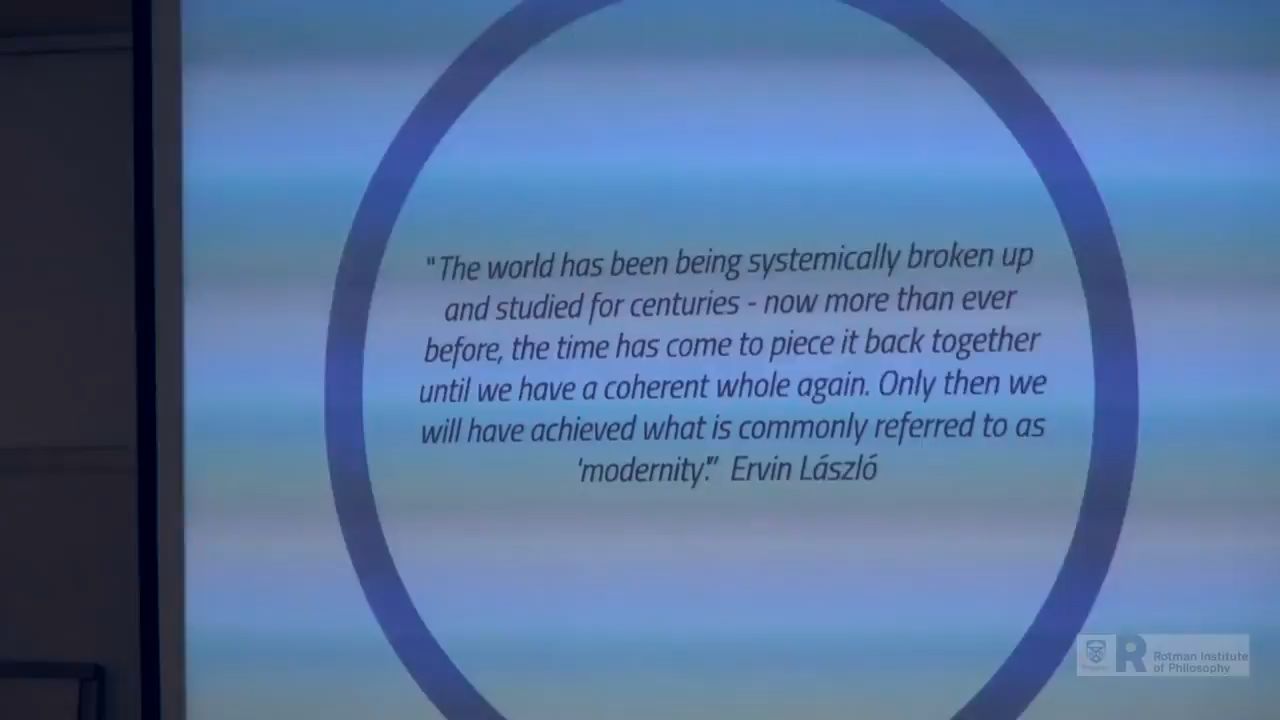 "The world has been being systemically broken up
and studied for centuries - now more than ever
before, the time has come to piece it back together
until we have a coherent whole again. Only then we
will have achieved what is commonly referred to as
'modernity'." Ervin László
R Rotman Institute
of Philosophy